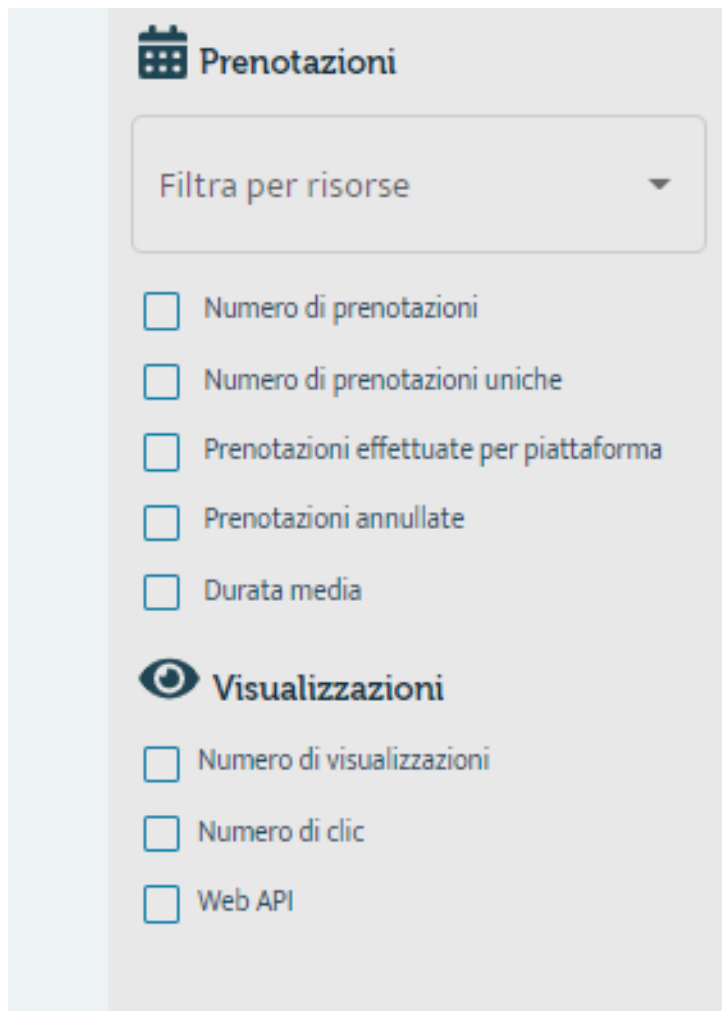 Prenotazioni
Filtra per risorse
Numero di prenotazioni
Numero di prenotazioni uniche
Prenotazioni effettuate per piattaforma
Prenotazioni annullate
Durata media
Visualizzazioni
Numero di visualizzazioni
Numero di clic
Web API